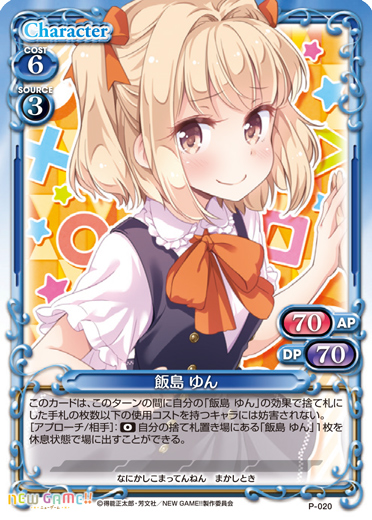 Character
COST
6
SOURCE
3
70 AP
DP 70
飯島 ゆん
このカードは、このターンの間に自分の「飯島 ゆん」の効果で捨て札に
した手札の枚数以下の使用コストを持つキャラには妨害されない。
[アプローチ/相手]:自分の捨て札置き場にある「飯島 ゆん」1枚を
休息状態で場に出すことができる。
なにかしこまってんねん まかしとき
NEW GAME!!
ニューゲーム
©得能正太郎・芳文社/NEW GAME!!製作委員会
P-020